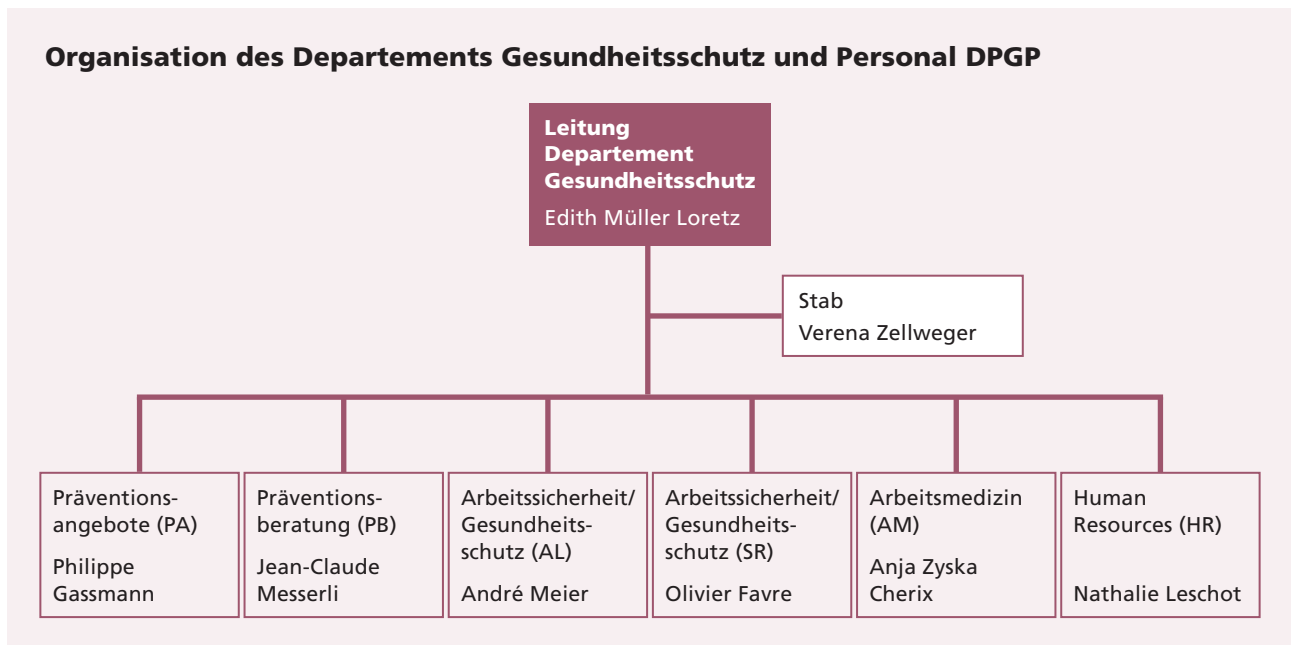 Organisation des Departements Gesundheitsschutz und Personal DPGP
Leitung
Departement
Gesundheitsschutz
Edith Müller Loretz
Stab
Verena Zellweger
Präventions-
angebote (PA)
Philippe
Gassmann
Präventions-
beratung (PB)
Jean-Claude
Messerli
Arbeitssicherheit/
Gesundheits-
schutz (AL)
André Meier
Arbeitssicherheit/
Gesundheits-
schutz (SR)
Olivier Favre
Arbeitsmedizin
(AM)
Anja Zyska
Cherix
Human
Resources (HR)
Nathalie Leschot